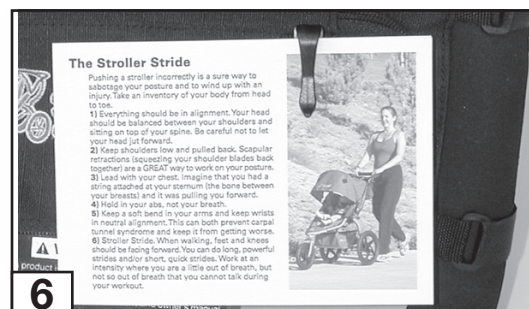 The Stroller Stride
Pushing a stroller incorrectly is a sure way to
sabotage your posture and to wind up with an
injury. Take an inventory of your body from head
to toe.
1) Everything should be in alignment. Your head
should be balanced between your shoulders and
sitting on top of your spine. Be careful not to let
your head jut forward.
2) Keep shoulders low and pulled back. Scapular
retractions (squeezing your shoulder blades back
together) are a GREAT way to work on your posture.
3) Lead with your chest. Imagine that you had a
string attached at your sternum (the bone between
your breasts) and it was pulling you forward.
4) Hold in your abs, not your breath.
5) Keep a soft bend in your arms and keep wrists
in neutral alignment. This can both prevent carpal
tunnel syndrome and keep it from getting worse.
6) Stroller Stride. When walking, feet and knees
should be facing forward. You can do long, powerful
strides and/or short, quick strides. Work at an
intensity where you are a little out of breath, but
not so out of breath that you cannot talk during
your workout.
product
owner's manual
6